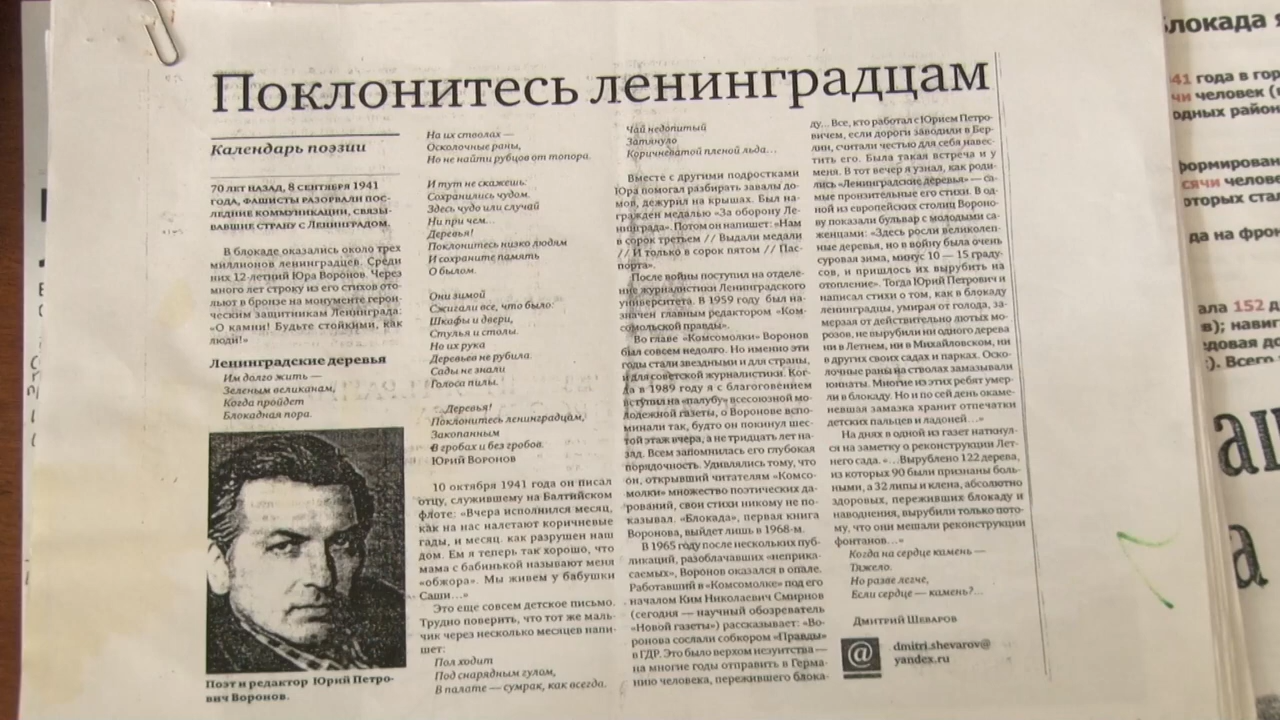 Поклонитесь ленинградцам
Календарь поэзии
70 ЛЕТ НАЗАД, 8 СЕНТЯБРЯ 1941
ГОДА, ФАШИСТЫ РАЗОРВАЛИ ПОС-
ЛЕДНИЕ КОММУНИКАЦИИ, СВЯЗЫ-
ВАВШИЕ СТРАНУ С ЛЕНИНГРАДОМ.
В блокаде оказались около трех
миллионов ленинградцев. Среди
них 12-летний Юра Воронов. Через
много лет строку из его стихов ото-
льют в бронзе на монументе герои-
ческим защитникам Ленинграда:
«О камни! Будьте стойкими, как
люди!»
Ленинградские деревья
Им долго жить —
Зеленым великанам,
Когда пройдет
Блокадная пора.
Поэт и редактор Юрий Петро-
вич Воронов.
На их стволах —
Осколочные раны,
Но не найти рубцов от топора.
И тут не скажешь:
Сохранились чудом.
Здесь чудо или случай
Ни при чем...
Деревья!
Поклонитесь низко людям
И сохраните память
О былом.
Они зимой
Сжигали все, что было:
Шкафы и двери,
Стулья и столы.
Но их рука
Деревьев не рубила.
Сады не знали
Голоса пилы.
Деревья!
Поклонитесь ленинградцам,
Закопанным
В гробах и без гробов.
ЮРИЙ ВОРОНОВ
10 октября 1941 года он писал
отцу, служившему на Балтийском
флоте: «Вчера исполнился месяц,
как на нас налетают коричневые
гады, и месяц, как разрушен наш
дом. Ем я теперь так хорошо, что
мама с бабинькой называют меня
«обжора». Мы живем у бабушки
Саши...»
Это еще совсем детское письмо.
Трудно поверить, что тот же маль-
чик через несколько месяцев напи-
шет:
Пол ходит
Под снарядным гулом,
В палате — сумрак, как всегда.
Чай недопитый
Затянуло
Коричневатой пленой льда...
Вместе с другими подростками
Юра помогал разбирать завалы до-
мов, дежурил на крышах. Был на-
гражден медалью «За оборону Ле-
нинграда». Потом он напишет: «Нам
в сорок третьем // Выдали медали
// И только в сорок пятом // Пас-
порта».
После войны поступил на отделе-
ние журналистики Ленинградского
университета. В 1959 году был на-
значен главным редактором «Ком-
сомольской правды».
Во главе «Комсомолки» Воронов
был совсем недолго. Но именно эти
годы стали звездными и для страны,
и для советской журналистики. Ког-
да в 1989 году я с благоговением
вступил на «палубу» всесоюзной мо-
лодежной газеты, о Воронове вспо-
минали так, будто он покинул шес-
той этаж вчера, а не тридцать лет на-
зад. Всем запомнилась его глубокая
порядочность. Удивлялись тому, что
он, открывший читателям «Комсо-
молки» множество поэтических да-
рований, свои стихи никому не по-
казывал. «Блокада», первая книга
Воронова, выйдет лишь в 1968-м.
В 1965 году после нескольких пуб-
ликаций, разоблачавших «неприка-
саемых», Воронов оказался в опале.
Работавший в «Комсомолке» под его
началом Ким Николаевич Смирнов
(сегодня — научный обозреватель
«Новой газеты») рассказывает: «Во-
ронова сослали собкором «Правды»
в ГДР. Это было верхом иезуитства —
на многие годы отправить в Герма-
нию человека, пережившего блока-
ду... Все, кто работал с Юрием Петро-
вичем, если дороги заводили в Бер-
лин, считали честью для себя навес-
тить его. Была такая встреча и у
меня. В тот вечер я узнал, как роди-
лись «Ленинградские деревья» — са-
мые пронзительные его стихи. В од-
ной из европейских столиц Вороно-
ву показали бульвар с молодыми са-
женцами: «Здесь росли великолеп-
ные деревья, но в войну была очень
суровая зима, минус 10 — 15 граду-
сов, и пришлось их вырубить на
отопление». Тогда Юрий Петрович и
написал стихи о том, как в блокаду
ленинградцы, умирая от голода, за-
мерзая от действительно лютых мо-
розов, не вырубили ни одного дерева
ни в Летнем, ни в Михайловском, ни
в других своих садах и парках. Оско-
лочные раны на стволах замазывали
юннаты. Многие из этих ребят умер-
ли в блокаду. Но и по сей день окаме-
невшая замазка хранит отпечатки
детских пальцев и ладоней...»
На днях в одной из газет наткнул-
ся на заметку о реконструкции Лет-
него сада. «...Вырублено 122 дерева,
из которых 90 были признаны боль-
ными, а 32 липы и клена, абсолютно
здоровых, переживших блокаду и
наводнения, вырубили только пото-
му, что они мешали реконструкции
фонтанов...»
Когда на сердце камень —
Тяжело.
Но разве легче,
Если сердце — камень?...
ДМИТРИЙ ШЕВАРОВ
@ dmitri.shevarov@
yandex.ru
блокада
41 года в гор
чи человек
одных район
формирован
сячи челове
оторых стал
да на фрон
ала 152 д
в); навиг
едовая до
). Всего